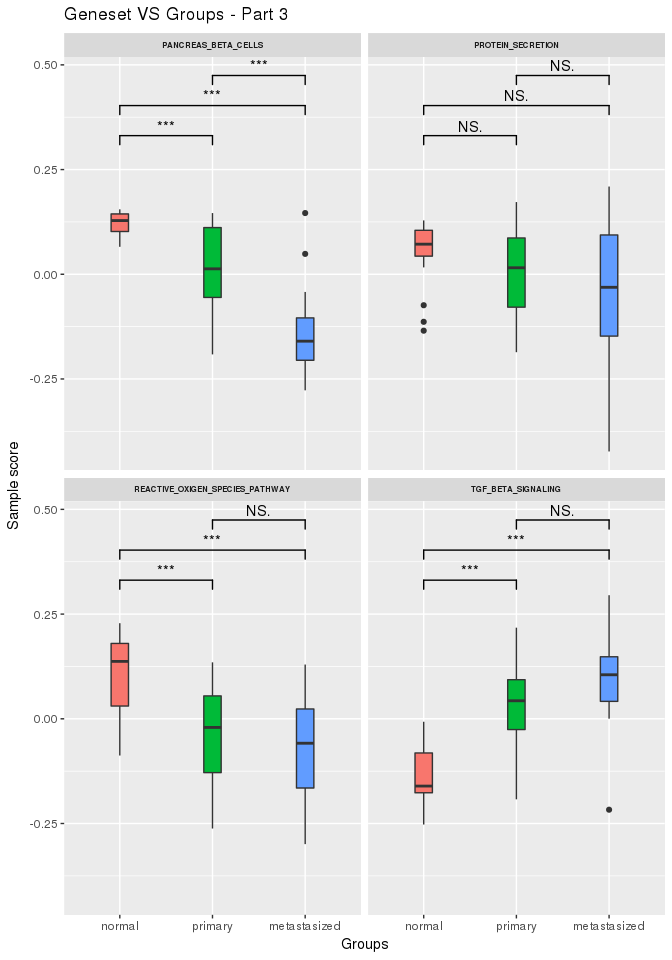 Geneset VS Groups - Part 3
PANCREAS_BETA_CELLS
PROTEIN_SECRETION
0.50
0.25
0.00
-0.25
***
***
***
NS.
NS.
NS.
Sample score
REACTIVE_OXIGEN_SPECIES_PATHWAY
TGF_BETA_SIGNALING
0.50
0.25
0.00
-0.25
NS.
***
***
NS.
***
***
normal primary metastasized
normal primary metastasized
Groups